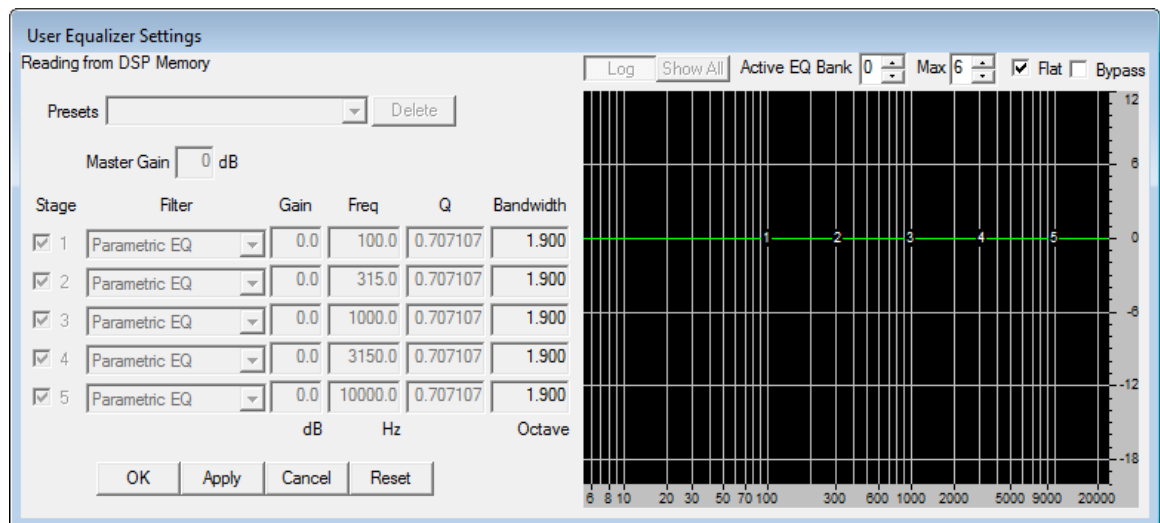 User Equalizer Settings
Reading from DSP Memory
Log Show All Active EQ Bank 0 Max 6 Flat Bypass
Presets Delete
Master Gain 0 dB
Stage Filter Gain Freq Q Bandwidth
1 Parametric EQ 0.0 100.0 0.707107 1.900
2 Parametric EQ 0.0 315.0 0.707107 1.900
3 Parametric EQ 0.0 1000.0 0.707107 1.900
4 Parametric EQ 0.0 3150.0 0.707107 1.900
5 Parametric EQ 0.0 10000.0 0.707107 1.900
dB Hz Octave
OK Apply Cancel Reset
12
6
1 2 3 4 5 0
-6
-12
-18
6 8 10 20 30 50 70 100 300 600 1000 2000 5000 9000 20000